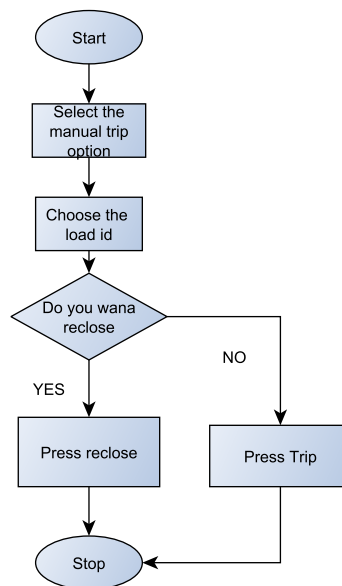 Start
Select the
manual trip
option
Choose the
load id
Do you wana
reclose
NO
YES
Press reclose
Press Trip
Stop